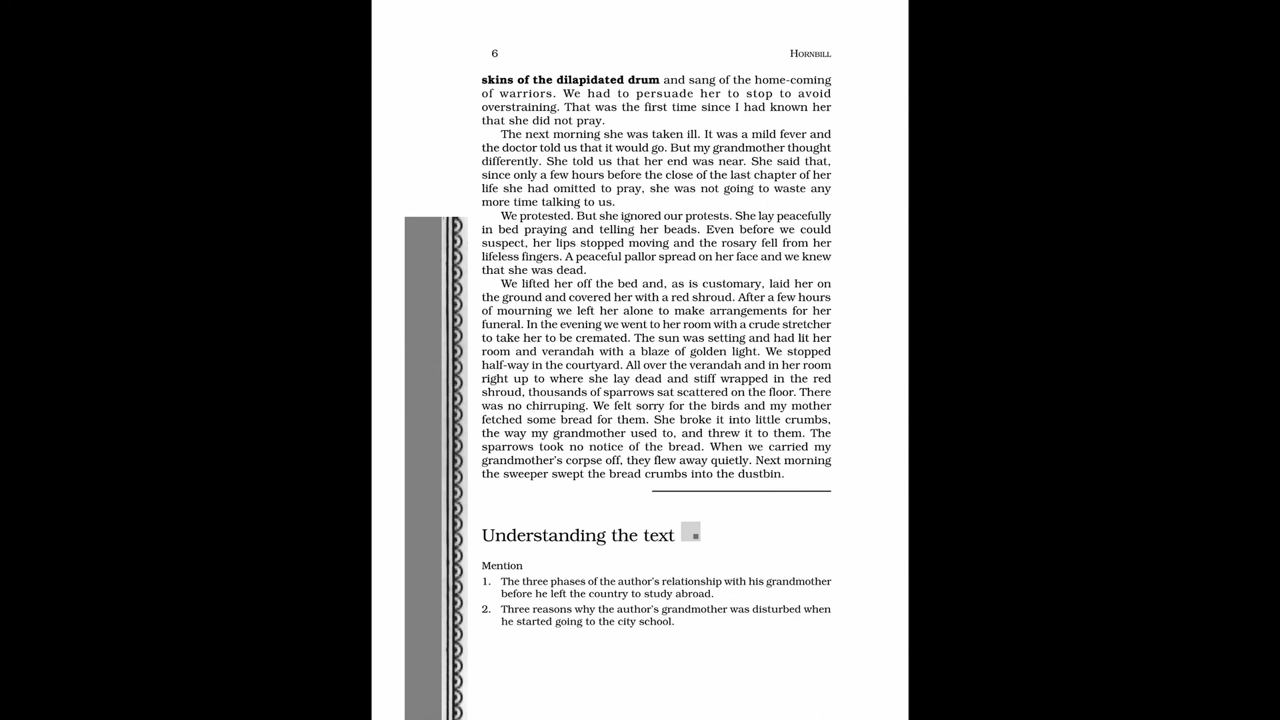 6 HORNBILL
skins of the dilapidated drum and sang of the home-coming
of warriors. We had to persuade her to stop to avoid
overstraining. That was the first time since I had known her
that she did not pray.
The next morning she was taken ill. It was a mild fever and
the doctor told us that it would go. But my grandmother thought
differently. She told us that her end was near. She said that,
since only a few hours before the close of the last chapter of her
life she had omitted to pray, she was not going to waste any
more time talking to us.
We protested. But she ignored our protests. She lay peacefully
in bed praying and telling her beads. Even before we could
suspect, her lips stopped moving and the rosary fell from her
lifeless fingers. A peaceful pallor spread on her face and we knew
that she was dead.
We lifted her off the bed and, as is customary, laid her on
the ground and covered her with a red shroud. After a few hours
of mourning we left her alone to make arrangements for her
funeral. In the evening we went to her room with a crude stretcher
to take her to be cremated. The sun was setting and had lit her
room and verandah with a blaze of golden light. We stopped
half-way in the courtyard. All over the verandah and in her room
right up to where she lay dead and stiff wrapped in the red
shroud, thousands of sparrows sat scattered on the floor. There
was no chirruping. We felt sorry for the birds and my mother
fetched some bread for them. She broke it into little crumbs,
the way my grandmother used to, and threw it to them. The
sparrows took no notice of the bread. When we carried my
grandmother's corpse off, they flew away quietly. Next morning
the sweeper swept the bread crumbs into the dustbin.
Understanding the text
Mention
1. The three phases of the author's relationship with his grandmother
before he left the country to study abroad.
2. Three reasons why the author's grandmother was disturbed when
he started going to the city school.